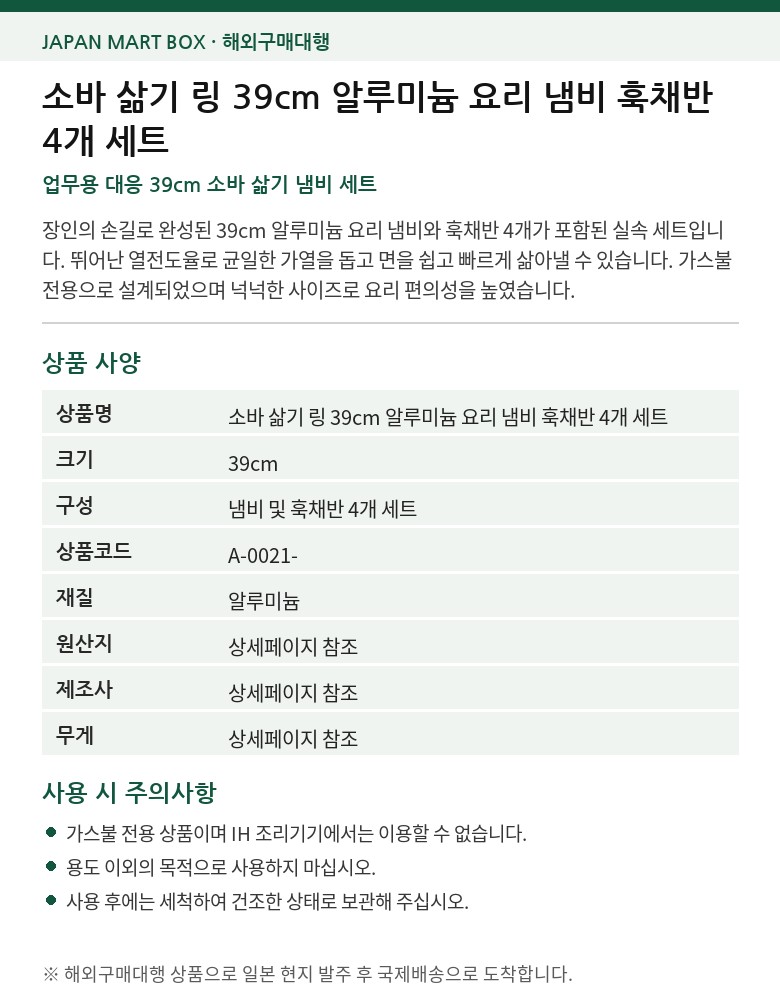 JAPAN MART BOX · 해외구매대행
소바 삶기 링 39cm 알루미늄 요리 냄비 훅채반
4개 세트
업무용 대응 39cm 소바 삶기 냄비 세트
장인의 손길로 완성된 39cm 알루미늄 요리 냄비와 훅채반 4개가 포함된 실속 세트입니
다. 뛰어난 열전도율로 균일한 가열을 돕고 면을 쉽고 빠르게 삶아낼 수 있습니다. 가스불
전용으로 설계되었으며 넉넉한 사이즈로 요리 편의성을 높였습니다.
상품 사양
상품명 소바 삶기 링 39cm 알루미늄 요리 냄비 훅채반 4개 세트
크기 39cm
구성 냄비 및 훅채반 4개 세트
상품코드 A-0021-
재질 알루미늄
원산지 상세페이지 참조
제조사 상세페이지 참조
무게 상세페이지 참조
사용 시 주의사항
● 가스불 전용 상품이며 IH 조리기기에서는 이용할 수 없습니다.
● 용도 이외의 목적으로 사용하지 마십시오.
● 사용 후에는 세척하여 건조한 상태로 보관해 주십시오.
※ 해외구매대행 상품으로 일본 현지 발주 후 국제배송으로 도착합니다.